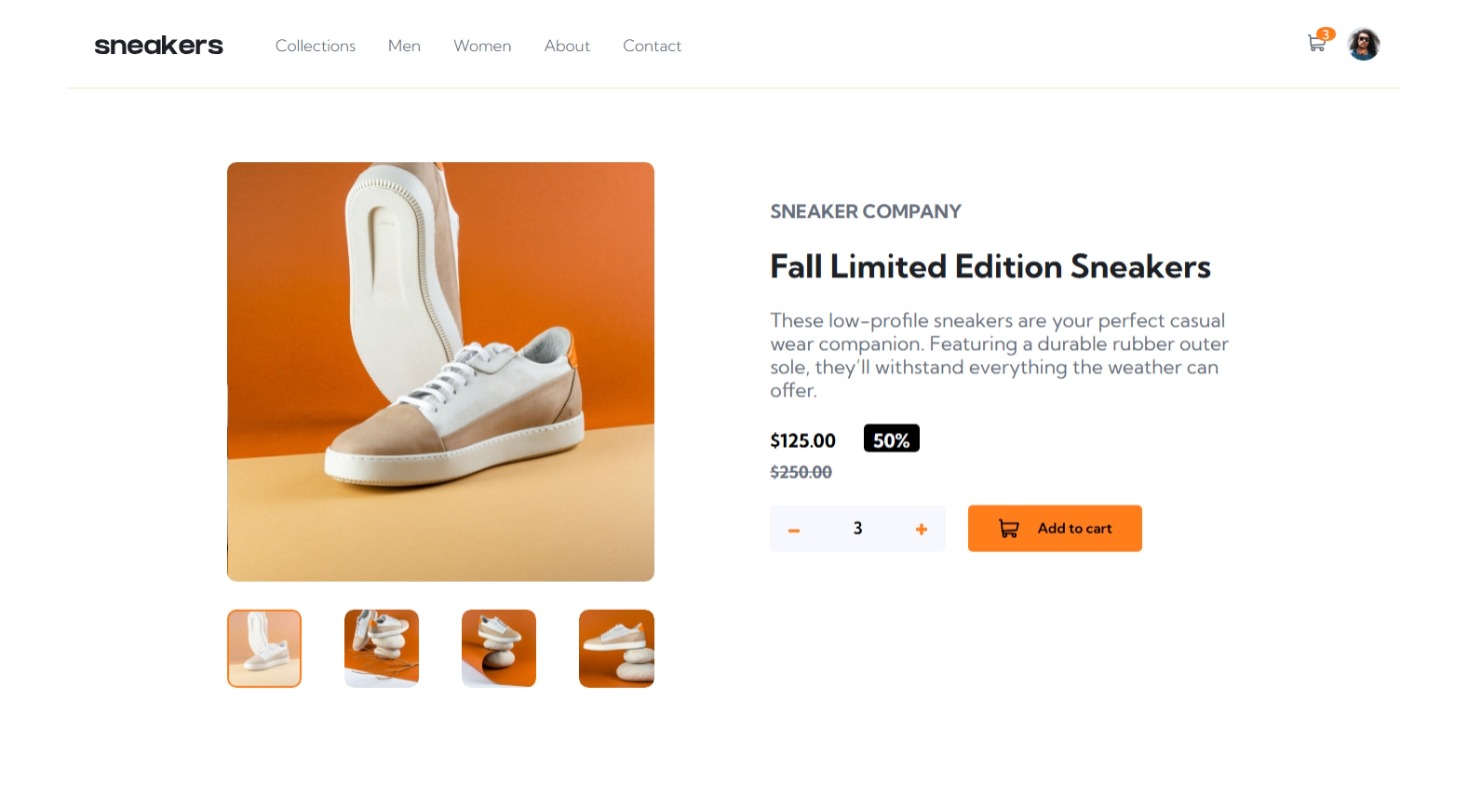 sneakers
Collections Men Women About Contact
3
SNEAKER COMPANY
Fall Limited Edition Sneakers
These low-profile sneakers are your perfect casual
wear companion. Featuring a durable rubber outer
sole, they’ll withstand everything the weather can
offer.
$125.00 50%
$250.00
− 3 +
Add to cart